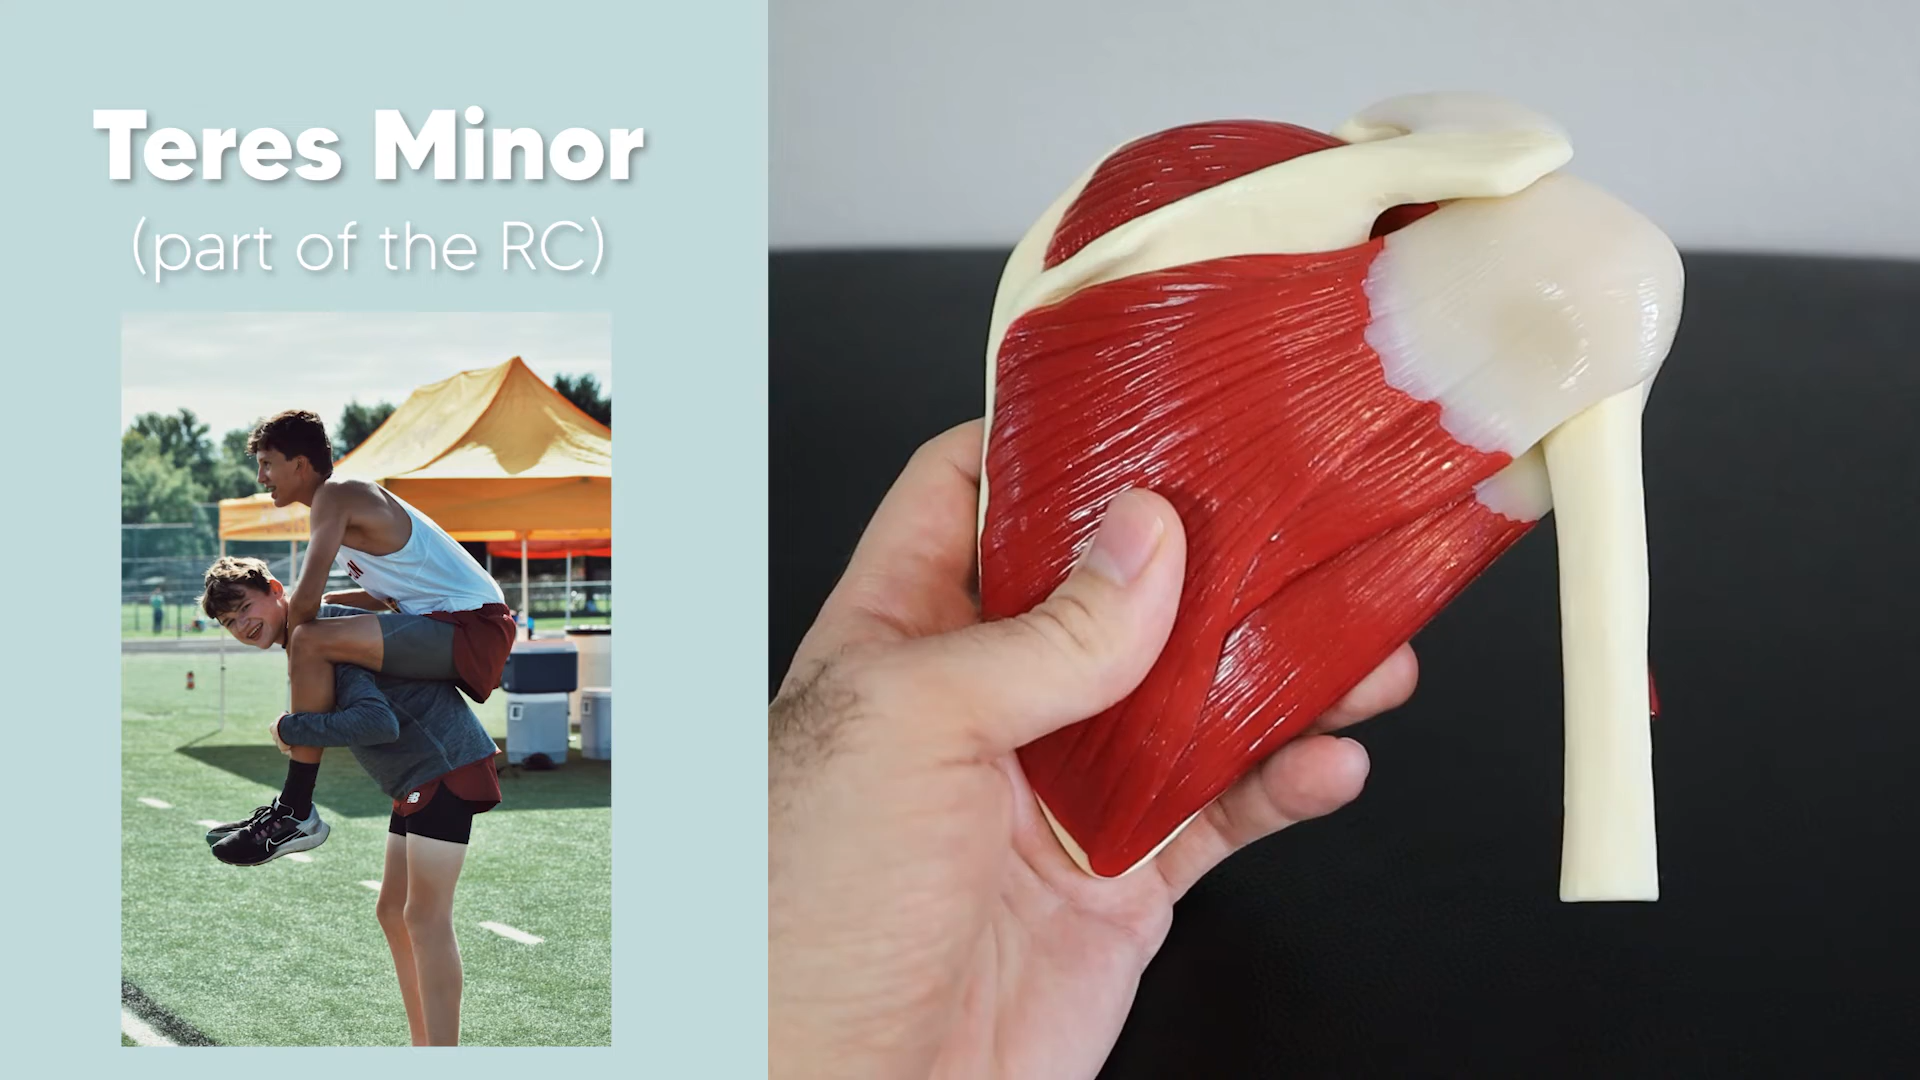 Teres Minor
(part of the RC)